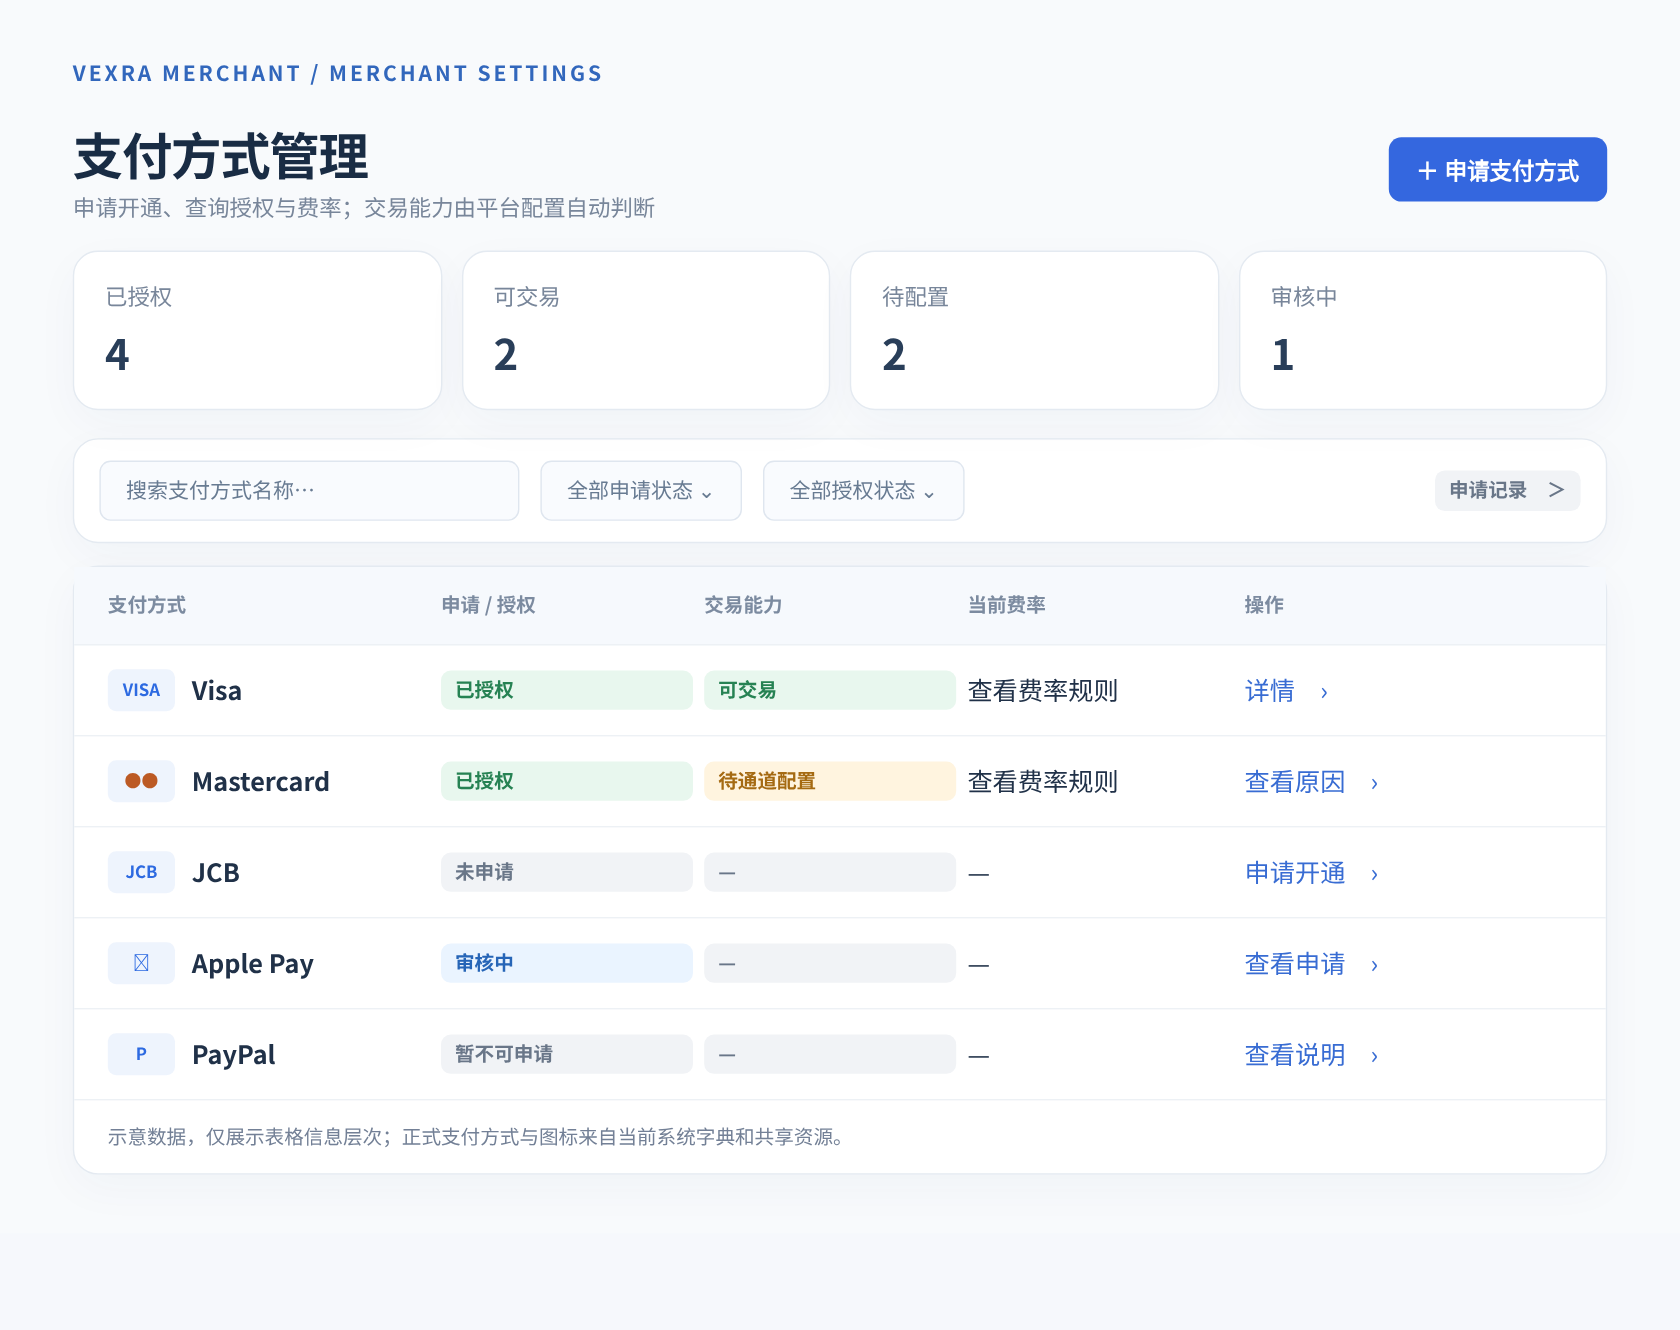 VEXRA MERCHANT / MERCHANT SETTINGS
支付方式管理
＋ 申请支付方式
申请开通、查询授权与费率；交易能力由平台配置自动判断
已授权 可交易 待配置 审核中
4 2 2 1
搜索支付方式名称… 全部申请状态 ⌄ 全部授权状态 ⌄ 申请记录 ＞
支付方式 申请 / 授权 交易能力 当前费率 操作
VISA Visa 已授权 可交易 查看费率规则 详情 ›
●● Mastercard 已授权 待通道配置 查看费率规则 查看原因 ›
JCB JCB 未申请 — — 申请开通 ›
Apple Pay 审核中 — — 查看申请 ›
P PayPal 暂不可申请 — — 查看说明 ›
示意数据，仅展示表格信息层次；正式支付方式与图标来自当前系统字典和共享资源。